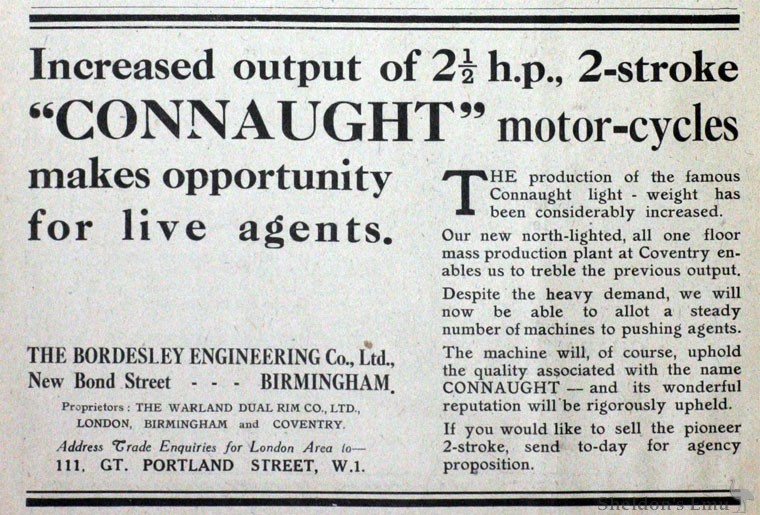 Increased output of 2½ h.p., 2-stroke
“CONNAUGHT” motor-cycles
makes opportunity
for live agents.
THE BORDESLEY ENGINEERING Co., Ltd.,
New Bond Street - - - BIRMINGHAM.
Proprietors: THE WARLAND DUAL RIM CO., LTD.,
LONDON, BIRMINGHAM and COVENTRY.
Address Trade Enquiries for London Area to—
111, GT. PORTLAND STREET, W.1.
THE production of the famous
Connaught light - weight has
been considerably increased.
Our new north-lighted, all one floor
mass production plant at Coventry en-
ables us to treble the previous output.
Despite the heavy demand, we will
now be able to allot a steady
number of machines to pushing agents.
The machine will, of course, uphold
the quality associated with the name
CONNAUGHT — and its wonderful
reputation will be rigorously upheld.
If you would like to sell the pioneer
2-stroke, send to-day for agency
proposition.
Sheldon's Emu